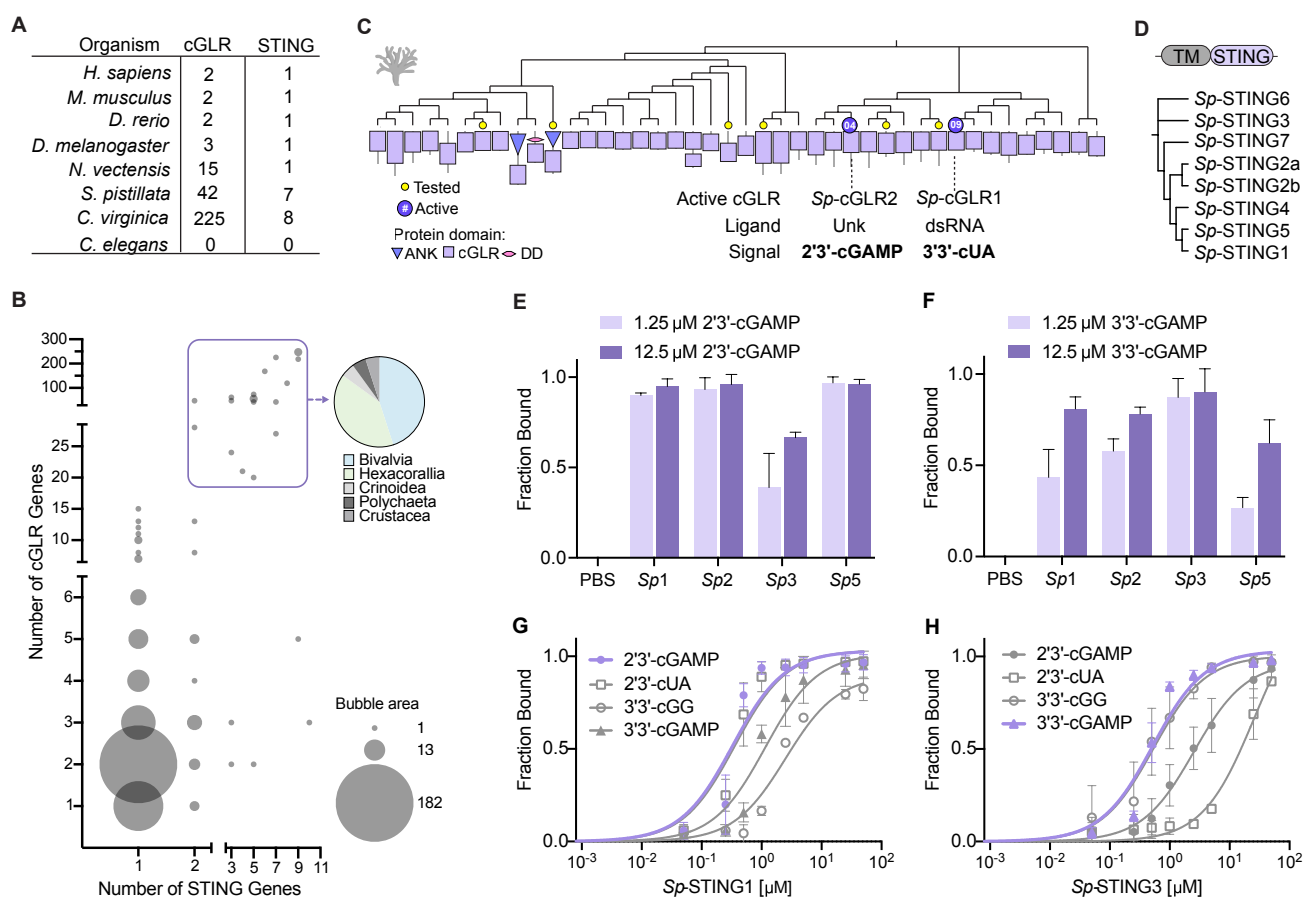 A
Organism cGLR STING
H. sapiens 2 1
M. musculus 2 1
D. rerio 2 1
D. melanogaster 3 1
N. vectensis 15 1
S. pistillata 42 7
C. virginica 225 8
C. elegans 0 0
B
Number of cGLR Genes
300
200
100
25
20
15
10
6
5
4
3
2
1
1 2 3 5 7 9 11
Number of STING Genes
Bivalvia
Hexacorallia
Crinoidea
Polychaeta
Crustacea
Bubble area
1
13
182
C
04 09
Tested
# Active
Protein domain:
ANK cGLR DD
Active cGLR Sp-cGLR2 Sp-cGLR1
Ligand Unk dsRNA
Signal 2'3'-cGAMP 3'3'-cUA
D
TM STING
Sp-STING6
Sp-STING3
Sp-STING7
Sp-STING2a
Sp-STING2b
Sp-STING4
Sp-STING5
Sp-STING1
E
1.25 µM 2'3'-cGAMP
12.5 µM 2'3'-cGAMP
Fraction Bound
1.0
0.5
0.0
PBS Sp1 Sp2 Sp3 Sp5
F
1.25 µM 3'3'-cGAMP
12.5 µM 3'3'-cGAMP
Fraction Bound
1.0
0.5
0.0
PBS Sp1 Sp2 Sp3 Sp5
G
2'3'-cGAMP
2'3'-cUA
3'3'-cGG
3'3'-cGAMP
Fraction Bound
1.0
0.5
0.0
10-3 10-2 10-1 100 101 102
Sp-STING1 [µM]
H
2'3'-cGAMP
2'3'-cUA
3'3'-cGG
3'3'-cGAMP
Fraction Bound
1.0
0.5
0.0
10-3 10-2 10-1 100 101 102
Sp-STING3 [µM]